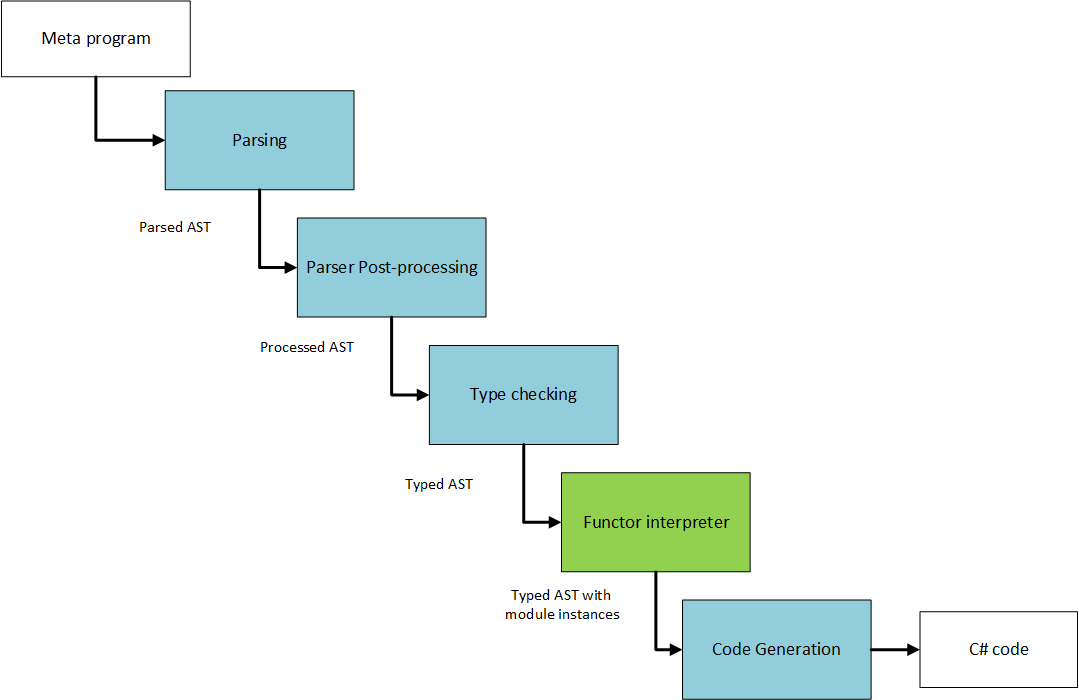 Meta program
Parsing
Parsed AST
Parser Post-processing
Processed AST
Type checking
Typed AST
Functor interpreter
Typed AST with
module instances
Code Generation
C# code